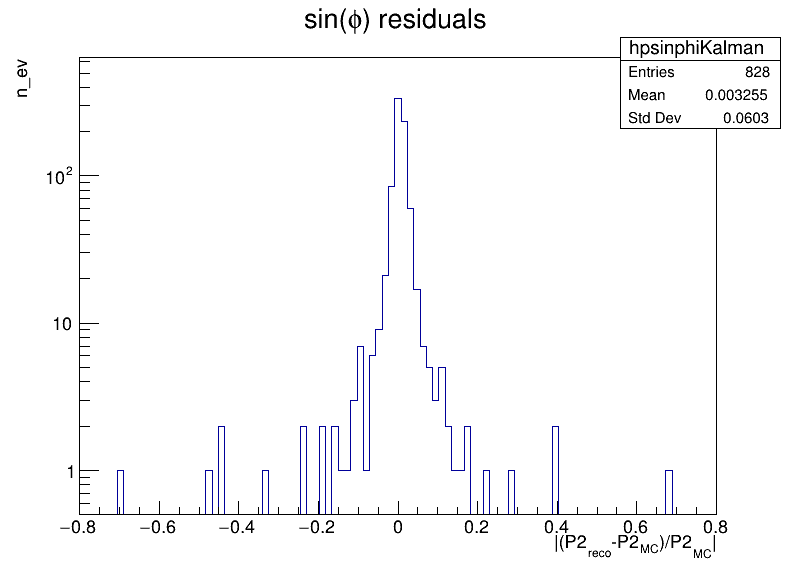 sin(ϕ) residuals
n_ev
hpsinphiKalman
Entries 828
Mean 0.003255
Std Dev 0.0603
10²
10
1
−0.8 −0.6 −0.4 −0.2 0 0.2 0.4 0.6 0.8
|(P2reco-P2MC)/P2MC|